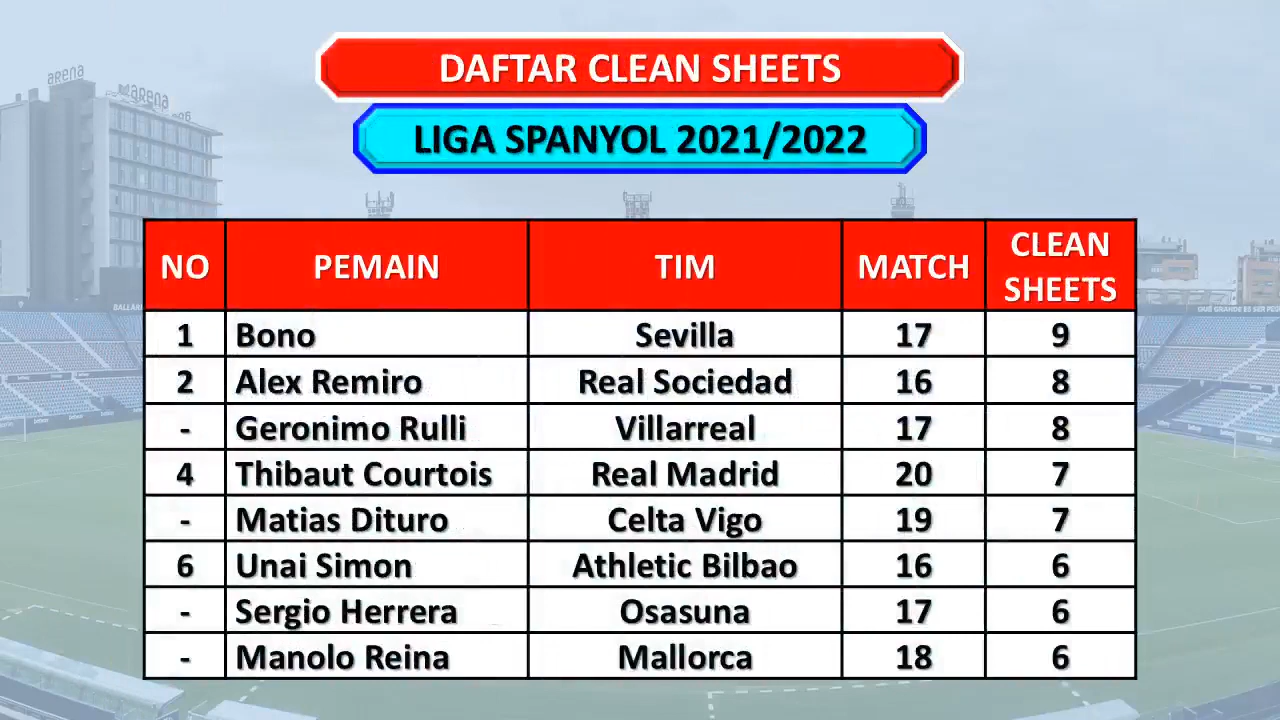 DAFTAR CLEAN SHEETS
LIGA SPANYOL 2021/2022
arena
arena
NO PEMAIN TIM MATCH CLEAN SHEETS
1 Bono Sevilla 17 9
2 Alex Remiro Real Sociedad 16 8
- Geronimo Rulli Villarreal 17 8
4 Thibaut Courtois Real Madrid 20 7
- Matias Dituro Celta Vigo 19 7
6 Unai Simon Athletic Bilbao 16 6
- Sergio Herrera Osasuna 17 6
- Manolo Reina Mallorca 18 6